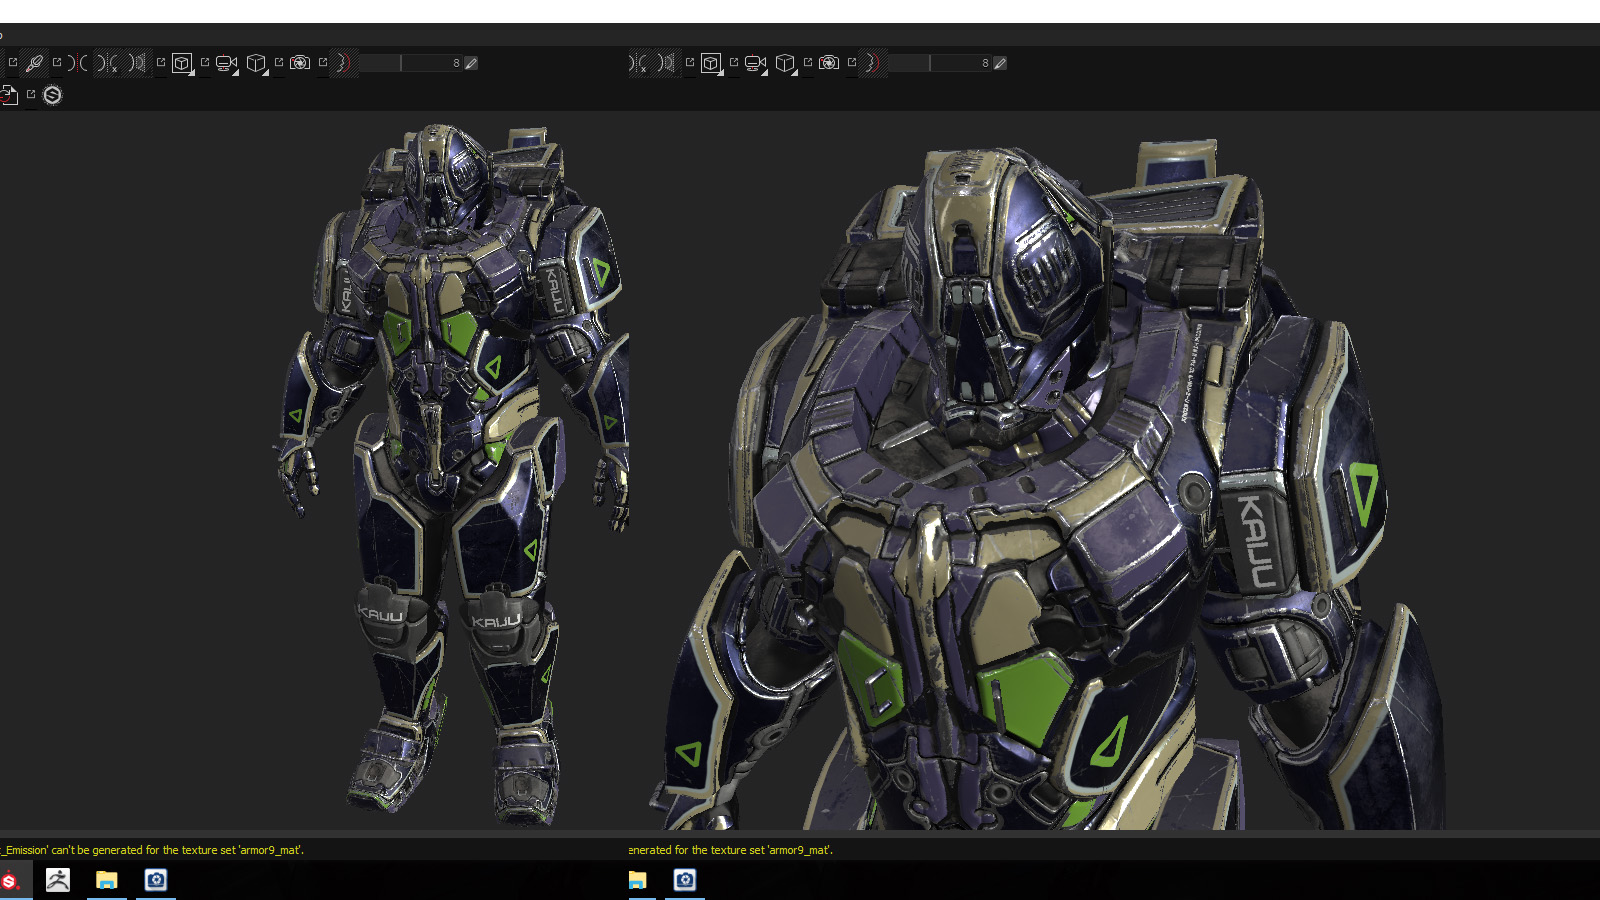 8
8
KAIJU
KAIJU
KAIJU
KAIJU
KAIJU
_Emission' can't be generated for the texture set 'armor9_mat'.
enerated for the texture set 'armor9_mat'.